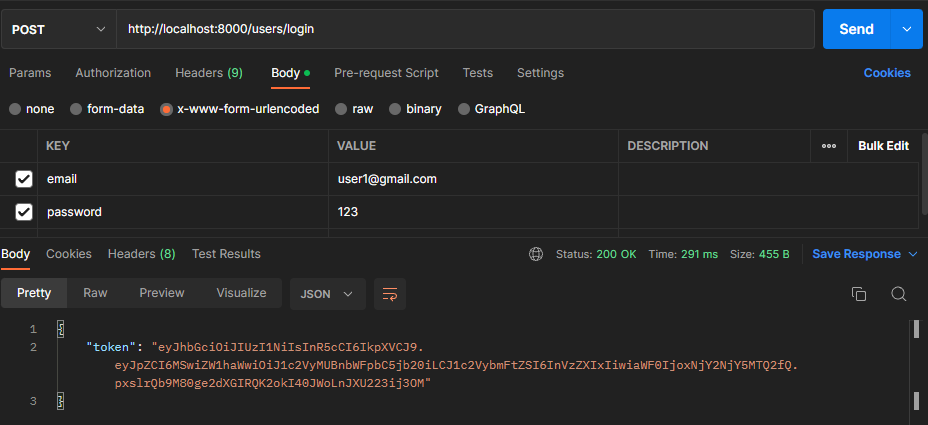 POST http://localhost:8000/users/login Send
Params Authorization Headers (9) Body Pre-request Script Tests Settings Cookies
none form-data x-www-form-urlencoded raw binary GraphQL
KEY VALUE DESCRIPTION ooo Bulk Edit
email user1@gmail.com
password 123
Body Cookies Headers (8) Test Results Status: 200 OK Time: 291 ms Size: 455 B Save Response
Pretty Raw Preview Visualize JSON
1 {
2 "token": "eyJhbGciOiJIUzI1NiIsInR5cCI6IkpXVCJ9.
eyJpZCI6MSwiZW1haWwiOiJ1c2VyMUBnbWFpbC5jb20iLCJ1c2VybmFtZSI6InVzZXIxIiwiaWF0IjoxNjY2NjY5MTQ2fQ.
pxslrQb9M80ge2dXGIRQK2okI40JWoLnJXU223ij3OM"
3 }